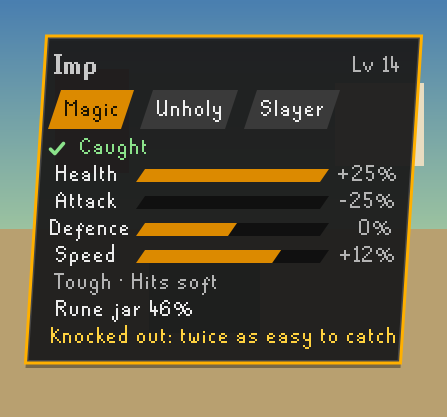 Imp Lv 14
Magic Unholy Slayer
✓ Caught
Health +25%
Attack -25%
Defence 0%
Speed +12%
Tough · Hits soft
Rune jar 46%
Knocked out: twice as easy to catch